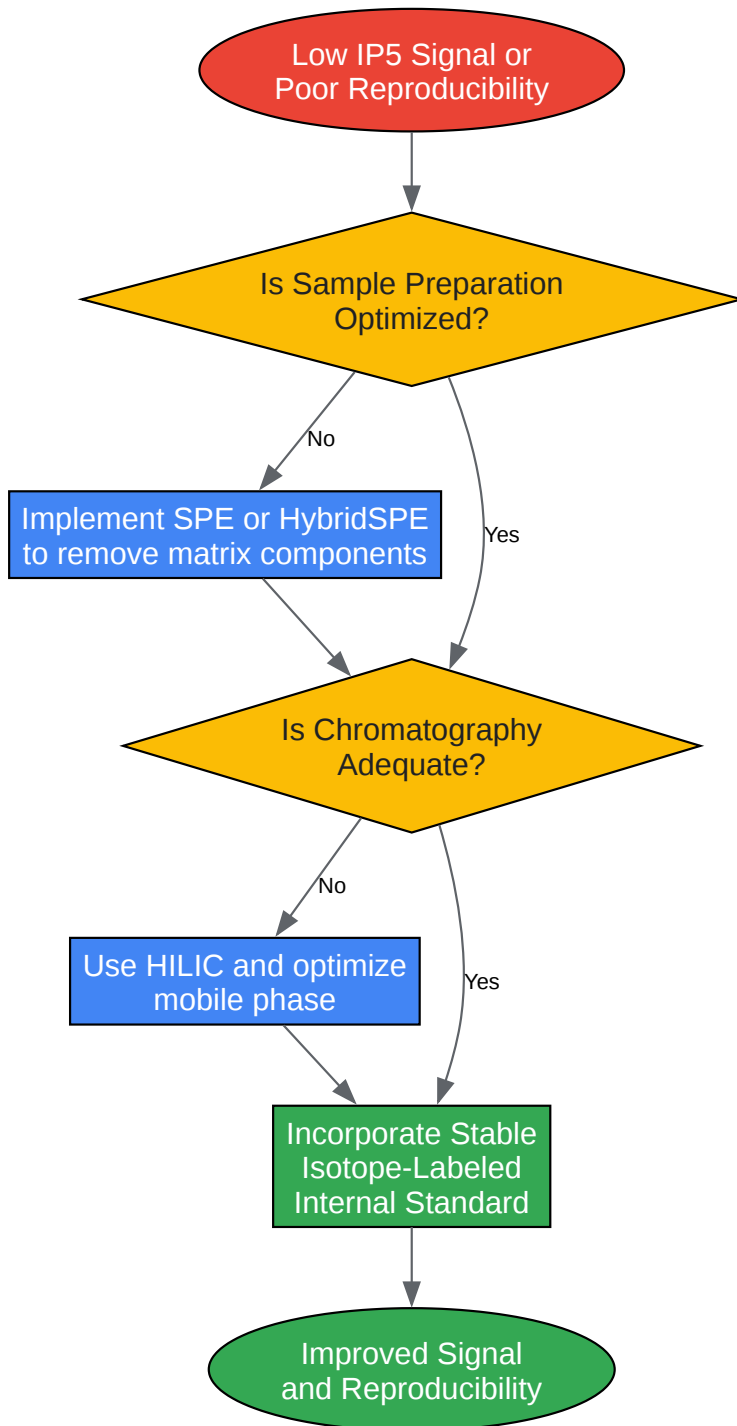 Low IP5 Signal or
Poor Reproducibility
Is Sample Preparation
Optimized?
No
Yes
Implement SPE or HybridSPE
to remove matrix components
Is Chromatography
Adequate?
No
Yes
Use HILIC and optimize
mobile phase
Incorporate Stable
Isotope-Labeled
Internal Standard
Improved Signal
and Reproducibility